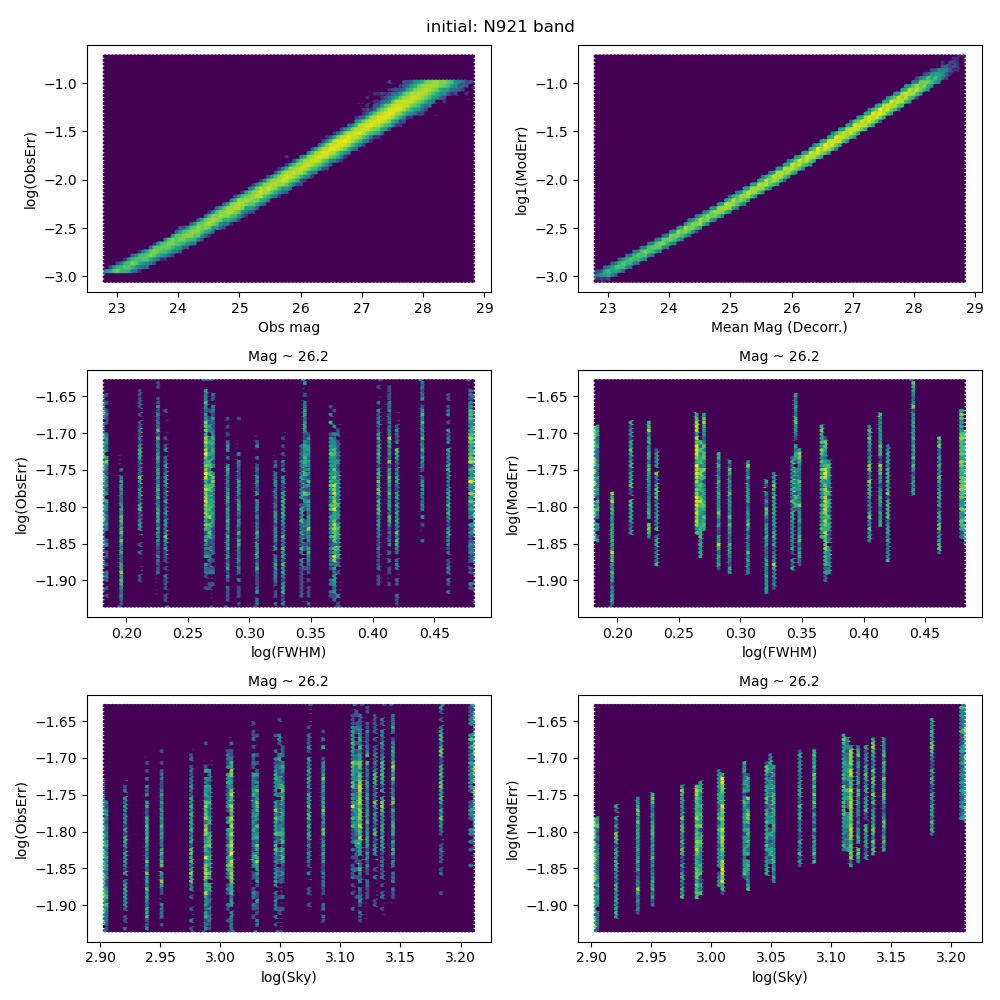 initial: N921 band
−1.0
−1.5
−2.0
−2.5
−3.0
log(ObsErr)
23 24 25 26 27 28 29
Obs mag
−1.0
−1.5
−2.0
−2.5
−3.0
log1(ModErr)
23 24 25 26 27 28 29
Mean Mag (Decorr.)
Mag ~ 26.2
−1.65
−1.70
−1.75
−1.80
−1.85
−1.90
log(ObsErr)
0.20 0.25 0.30 0.35 0.40 0.45
log(FWHM)
Mag ~ 26.2
−1.65
−1.70
−1.75
−1.80
−1.85
−1.90
log(ModErr)
0.20 0.25 0.30 0.35 0.40 0.45
log(FWHM)
Mag ~ 26.2
−1.65
−1.70
−1.75
−1.80
−1.85
−1.90
log(ObsErr)
2.90 2.95 3.00 3.05 3.10 3.15 3.20
log(Sky)
Mag ~ 26.2
−1.65
−1.70
−1.75
−1.80
−1.85
−1.90
log(ModErr)
2.90 2.95 3.00 3.05 3.10 3.15 3.20
log(Sky)